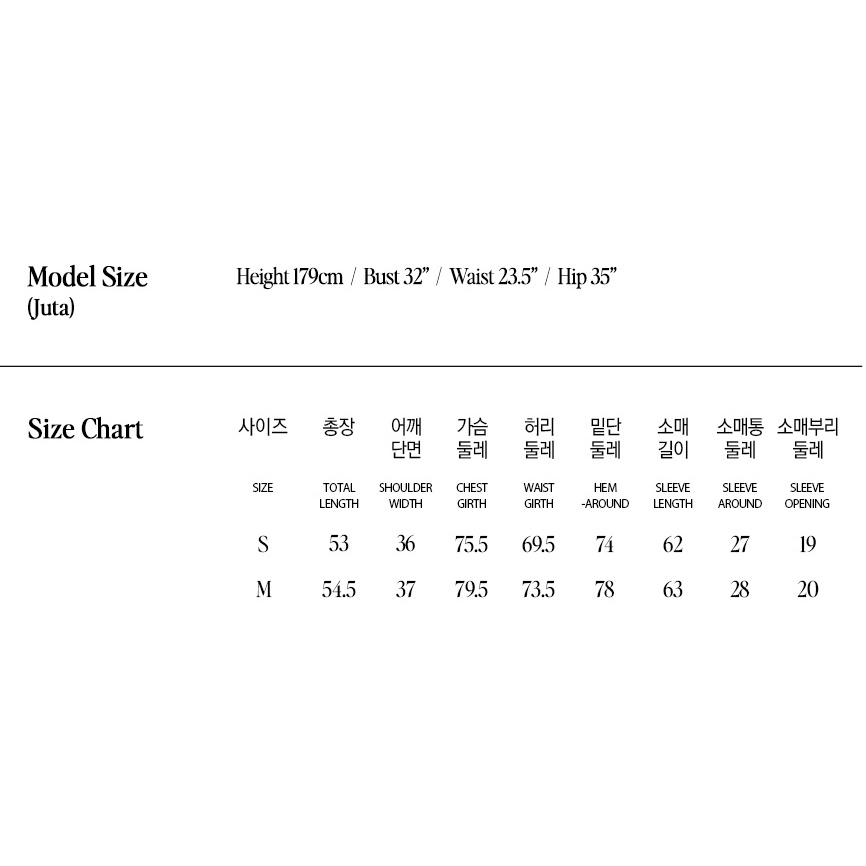 Model Size Height 179cm / Bust 32” / Waist 23.5” / Hip 35”
(Juta)
Size Chart 사이즈 총장 어깨 가슴 허리 밑단 소매 소매통 소매부리
단면 둘레 둘레 둘레 길이 둘레 둘레
SIZE TOTAL SHOULDER CHEST WAIST HEM SLEEVE SLEEVE SLEEVE
LENGTH WIDTH GIRTH GIRTH -AROUND LENGTH AROUND OPENING
S 53 36 75.5 69.5 74 62 27 19
M 54.5 37 79.5 73.5 78 63 28 20